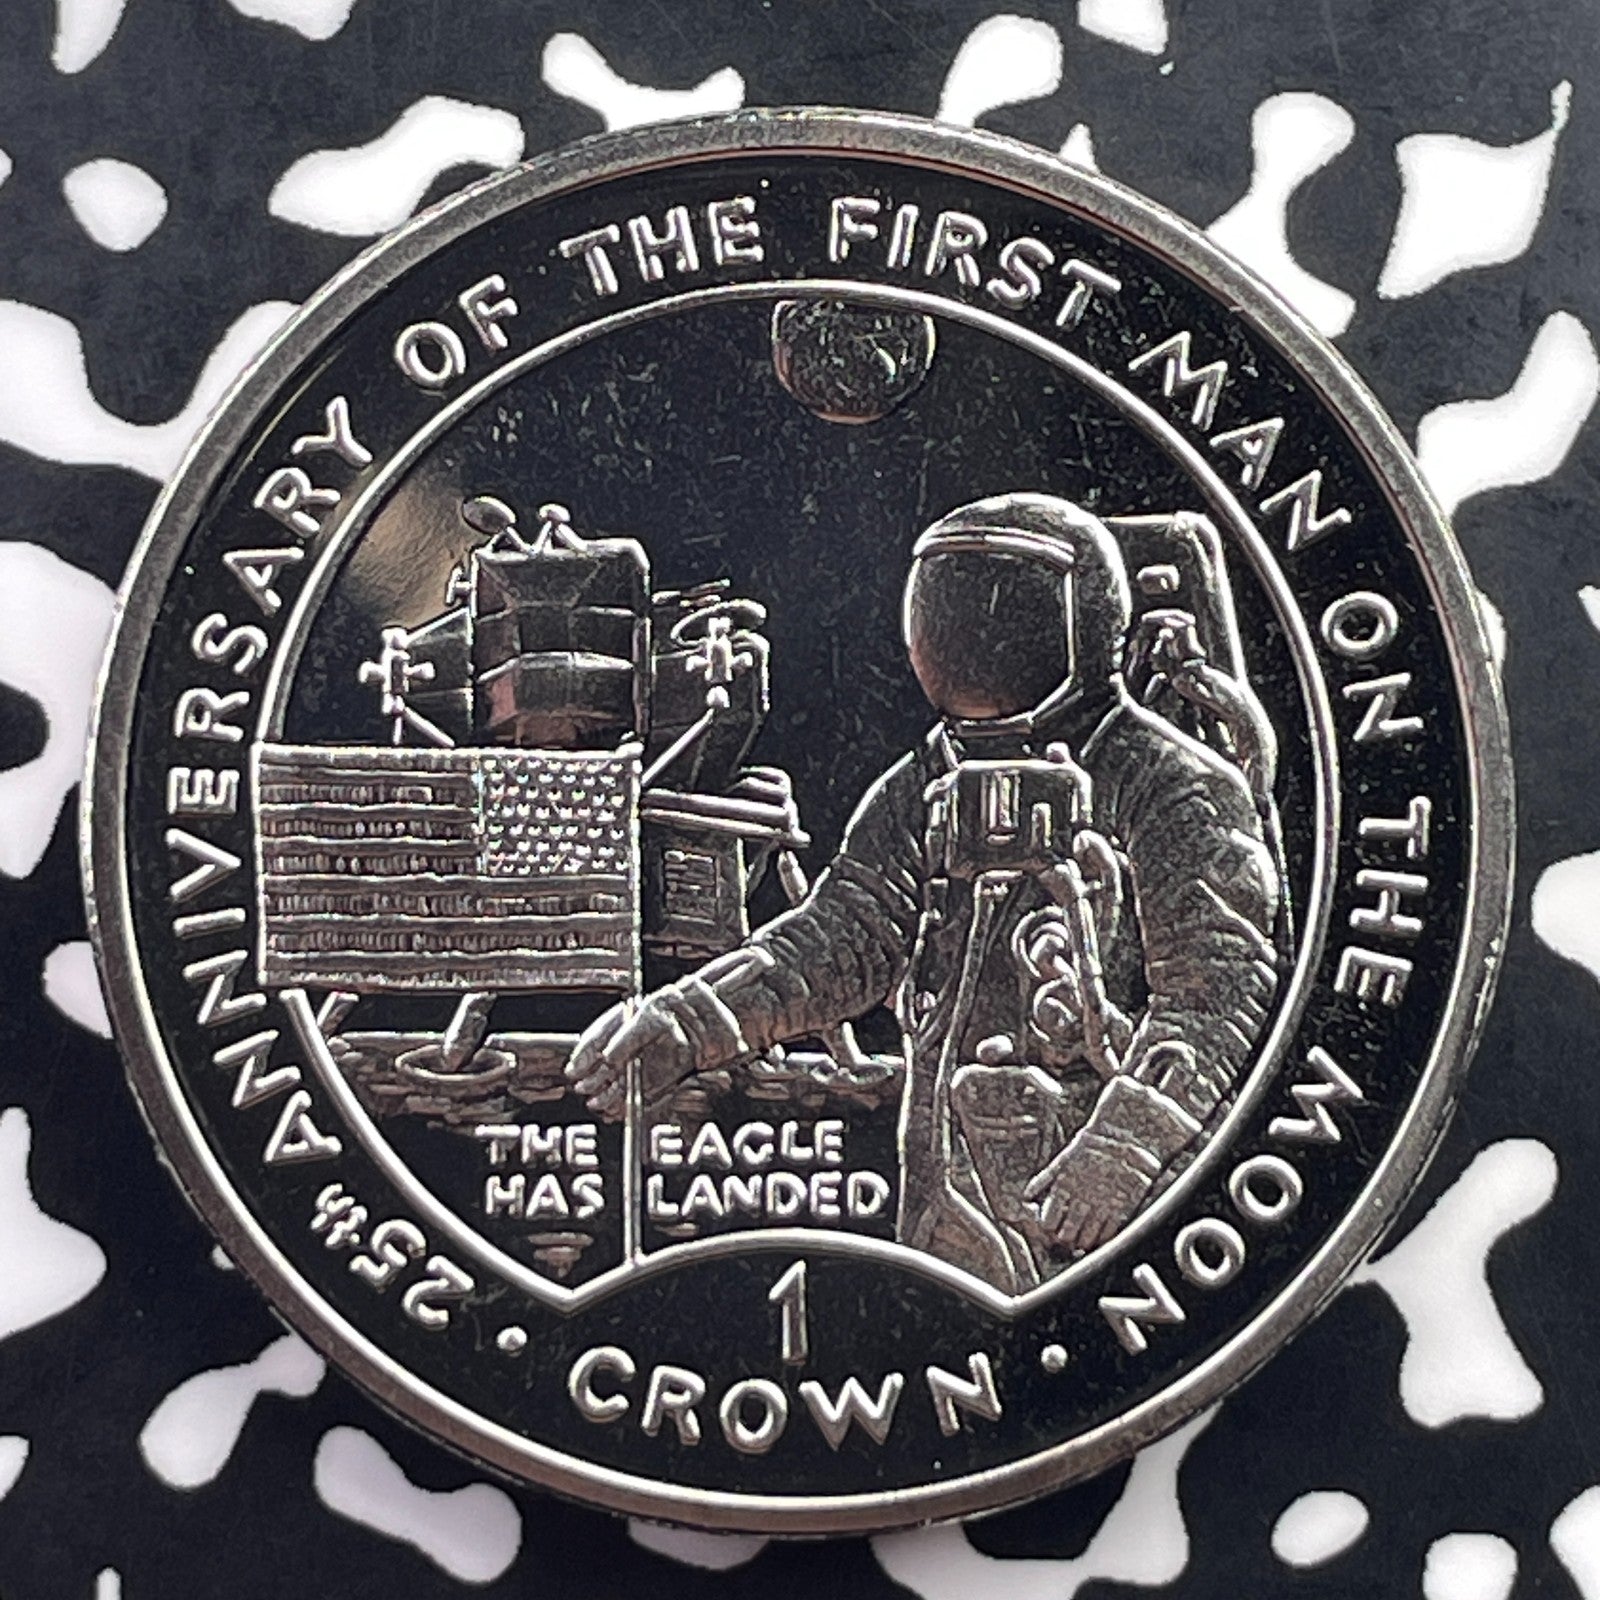 25th ANNIVERSARY OF THE FIRST MAN ON THE MOON
THE EAGLE
HAS LANDED
1
• CROWN •